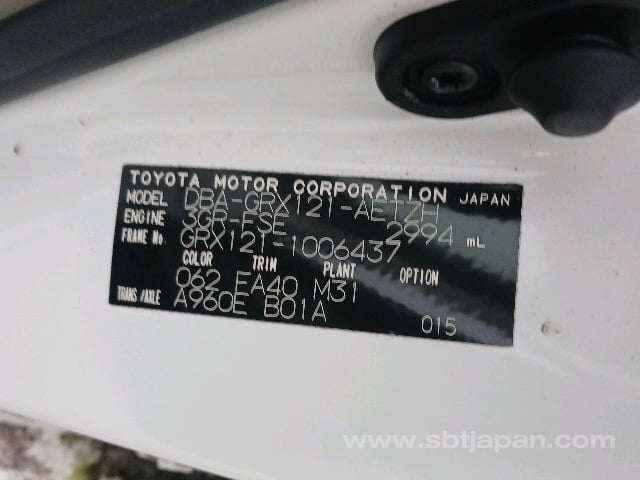 TOYOTA MOTOR CORPORATION JAPAN
MODEL DBA-GRX121-AETZH
ENGINE 3GR-FSE 2994 mL
FRAME No. GRX121-1006437
COLOR TRIM PLANT OPTION
062 EA40 M31
TRANS/AXLE A960E B01A
015
www.sbtjapan.com